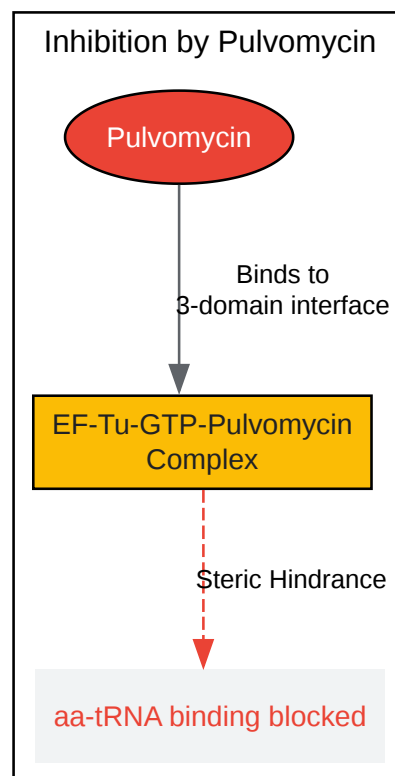 Inhibition by Pulvomycin
Pulvomycin
Binds to
3-domain interface
EF-Tu-GTP-Pulvomycin
Complex
Steric Hindrance
aa-tRNA binding blocked